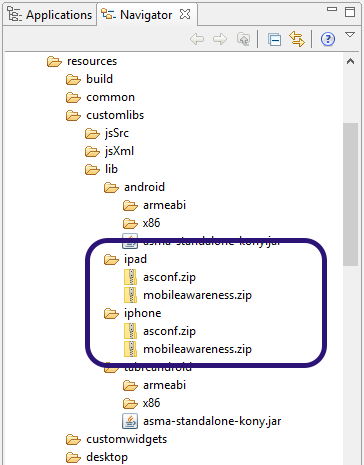 Applications Navigator
resources
build
common
customlibs
jsSrc
jsXml
lib
android
armeabi
x86
asma-standalone-kony.jar
ipad
asconf.zip
mobileawareness.zip
iphone
asconf.zip
mobileawareness.zip
tabrcandroid
armeabi
x86
asma-standalone-kony.jar
customwidgets
desktop